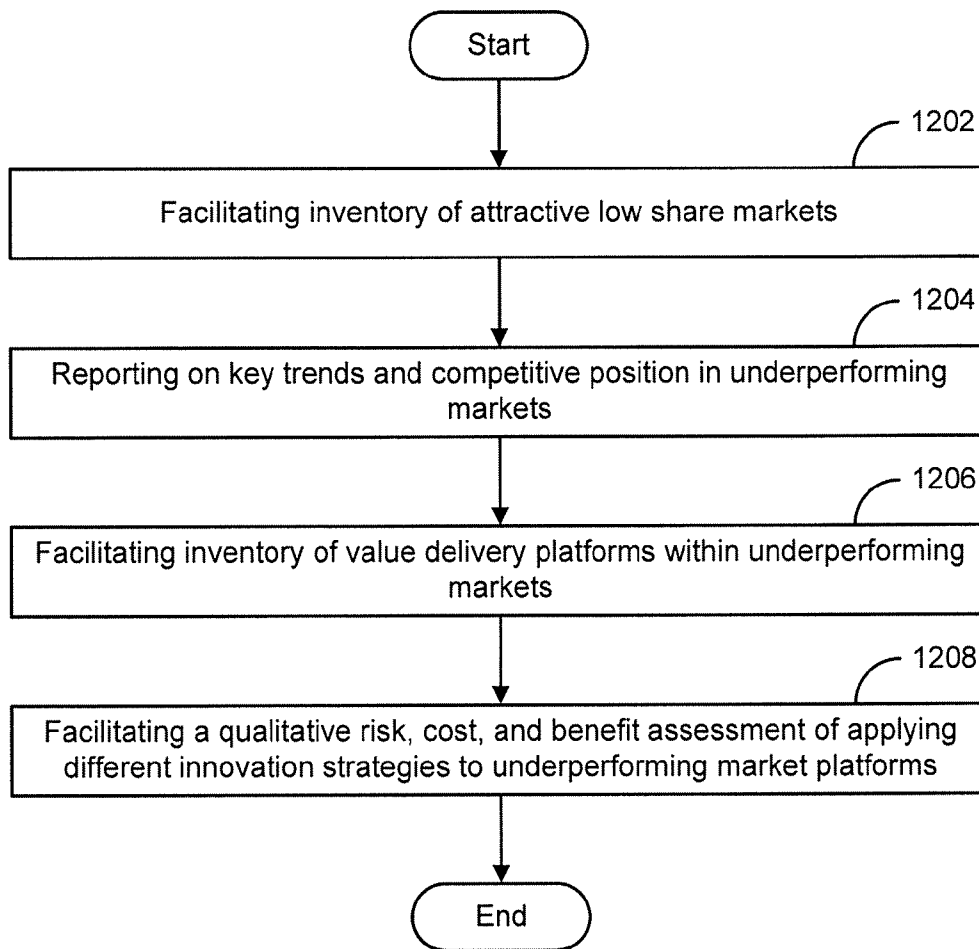 Start
1202
Facilitating inventory of attractive low share markets
1204
Reporting on key trends and competitive position in underperforming
markets
1206
Facilitating inventory of value delivery platforms within underperforming
markets
1208
Facilitating a qualitative risk, cost, and benefit assessment of applying
different innovation strategies to underperforming market platforms
End